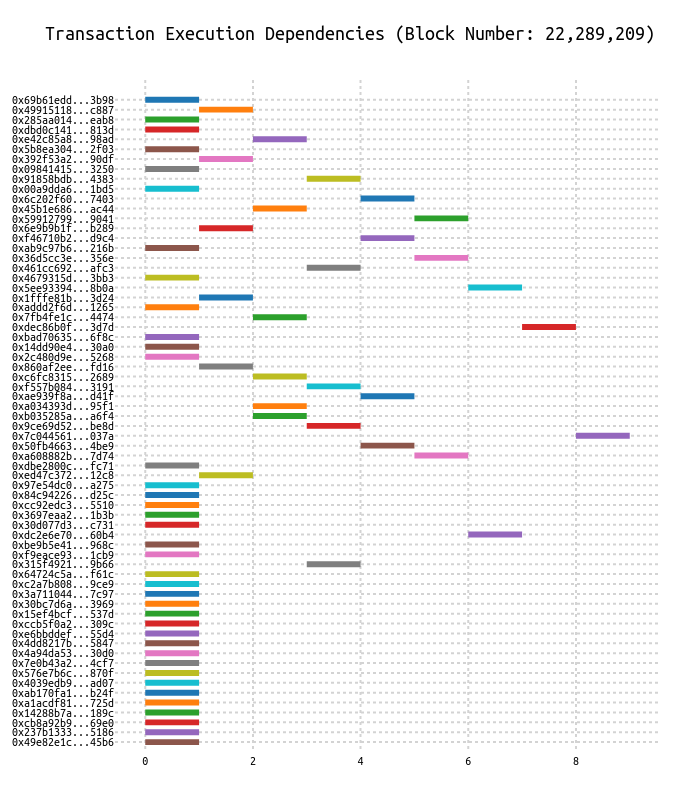 Transaction Execution Dependencies (Block Number: 22,289,209)
0x69b61edd...3b98
0x49915118...c887
0x285aa014...eab8
0xdbd0c141...813d
0xe42c85a8...98ad
0x5b8ea304...2f03
0x392f53a2...90df
0x09841415...3250
0x91858bdb...4383
0x00a9dda6...1bd5
0x6c202f60...7403
0x45b1e686...ac44
0x59912799...9041
0x6e9b9b1f...b289
0xf46710b2...d9c4
0xab9c97b6...216b
0x36d5cc3e...356e
0x461cc692...afc3
0x4679315d...3bb3
0x5ee93394...8b0a
0x1fffe81b...3d24
0xaddd2f6d...1265
0x7fb4fe1c...4474
0xdec86b0f...3d7d
0xbad70635...6f8c
0x14dd90e4...30a0
0x2c480d9e...5268
0x860af2ee...fd16
0xc6fc8315...2689
0xf557b084...3191
0xae939f8a...d41f
0xa034393d...95f1
0xb035285a...a6f4
0x9ce69d52...be8d
0x7c044561...037a
0x50fb4663...4be9
0xa608882b...7d74
0xdbe2800c...fc71
0xed47c372...12c8
0x97e54dc0...a275
0x84c94226...d25c
0xcc92edc3...5510
0x3697eaa2...1b3b
0x30d077d3...c731
0xdc2e6e70...60b4
0xbe9b5e41...968c
0xf9eace93...1cb9
0x315f4921...9b66
0x64724c5a...f61c
0xc2a7b808...9ce9
0x3a711044...7c97
0x30bc7d6a...3969
0x15ef4bcf...537d
0xccb5f0a2...309c
0xe6bbddef...55d4
0x4dd8217b...5847
0x4a94da53...30d0
0x7e0b43a2...4cf7
0x576e7b6c...870f
0x4039edb9...ad07
0xab170fa1...b24f
0xa1acdf81...725d
0x14288b7a...189c
0xcb8a92b9...69e0
0x237b1333...5186
0x49e82e1c...45b6
0 2 4 6 8